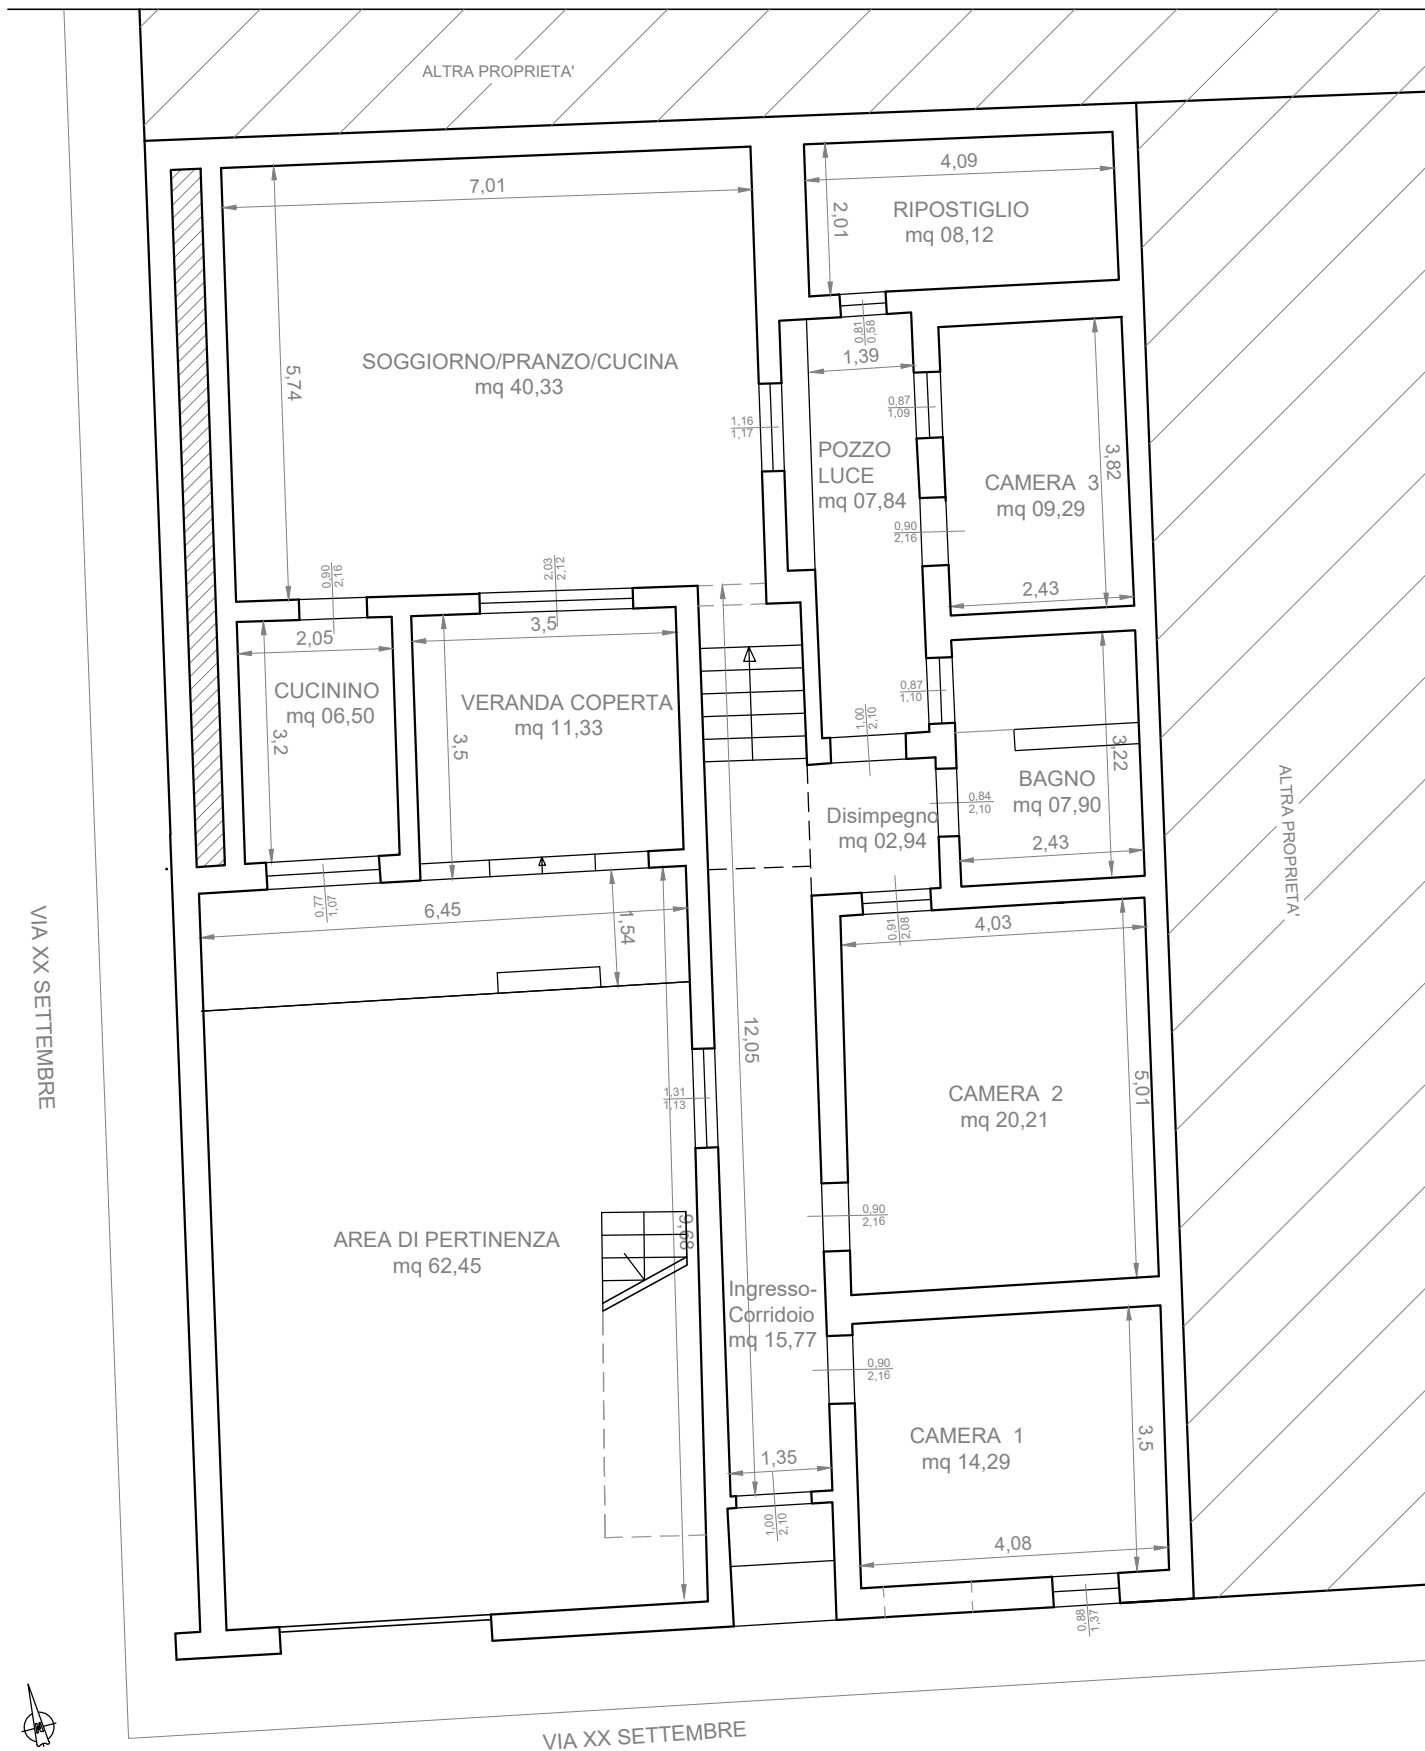 ALTRA PROPRIETA'
7,01
4,09
2,01
RIPOSTIGLIO
mq 08,12
5,74
SOGGIORNO/PRANZO/CUCINA
mq 40,33
0,81
0,58
1,39
1,16
1,17
0,87
1,09
POZZO
LUCE
mq 07,84
3,82
CAMERA 3
mq 09,29
0,90
2,16
2,43
0,90
2,16
2,03
2,12
2,05
3,5
CUCININO
mq 06,50
3,2
VERANDA COPERTA
mq 11,33
3,5
0,87
1,10
1,00
2,10
3,22
BAGNO
mq 07,90
0,84
2,10
2,43
Disimpegno
mq 02,94
ALTRA PROPRIETA'
0,77
1,07
6,45
1,54
0,91
2,08
4,03
VIA XX SETTEMBRE
12,05
1,31
1,13
CAMERA 2
mq 20,21
5,01
0,90
2,16
AREA DI PERTINENZA
mq 62,45
9,68
Ingresso-
Corridoio
mq 15,77
0,90
2,16
CAMERA 1
mq 14,29
3,5
1,35
1,00
2,10
4,08
0,88
1,37
N
VIA XX SETTEMBRE